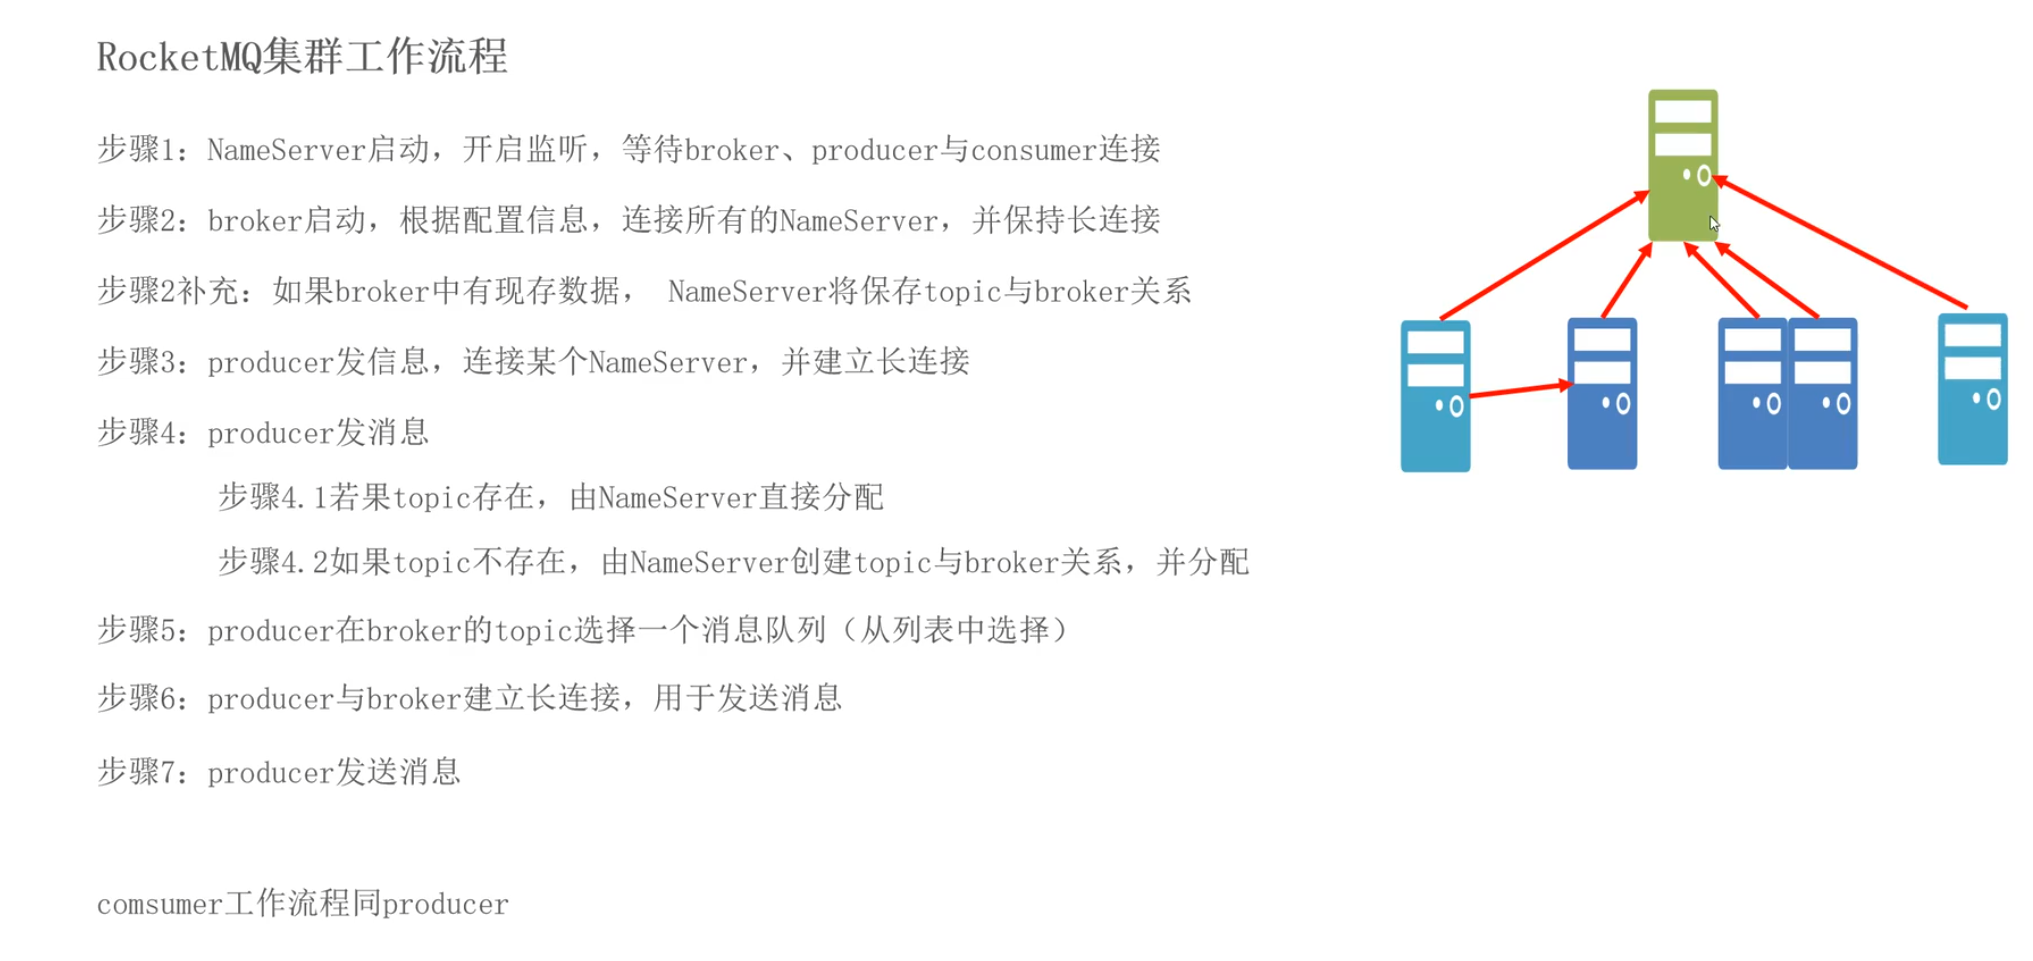 RocketMQ集群工作流程
步骤1：NameServer启动，开启监听，等待broker、producer与consumer连接
步骤2：broker启动，根据配置信息，连接所有的NameServer，并保持长连接
步骤2补充：如果broker中有现存数据， NameServer将保存topic与broker关系
步骤3：producer发信息，连接某个NameServer，并建立长连接
步骤4：producer发消息
步骤4.1若果topic存在，由NameServer直接分配
步骤4.2如果topic不存在，由NameServer创建topic与broker关系，并分配
步骤5：producer在broker的topic选择一个消息队列（从列表中选择）
步骤6：producer与broker建立长连接，用于发送消息
步骤7：producer发送消息
comsumer工作流程同producer